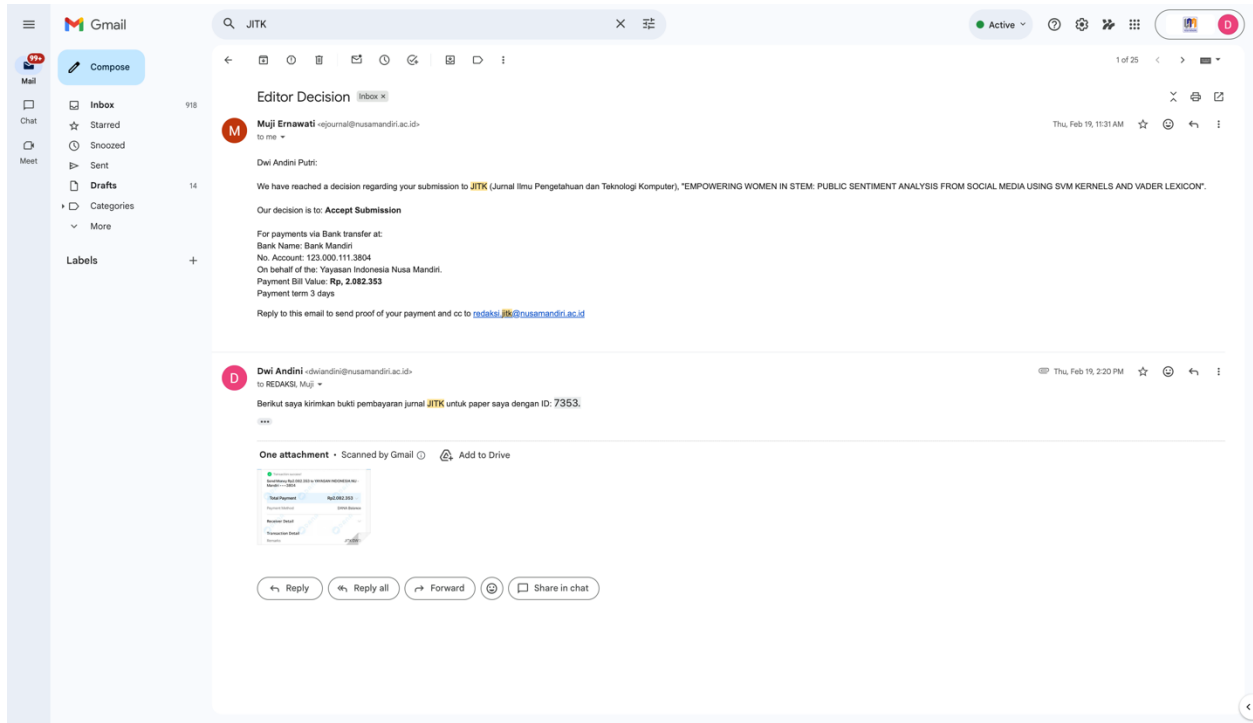 Gmail
JITK
Active
99+
Mail
Compose
1 of 25
Chat
Meet
Inbox 918
Starred
Snoozed
Sent
Drafts 14
Categories
More
Labels
Editor Decision Inbox ×
M
Muji Ernawati <ejournal@nusamandiri.ac.id>
Thu, Feb 19, 11:31 AM
to me
Dwi Andini Putri:
We have reached a decision regarding your submission to JITK (Jurnal Ilmu Pengetahuan dan Teknologi Komputer), "EMPOWERING WOMEN IN STEM: PUBLIC SENTIMENT ANALYSIS FROM SOCIAL MEDIA USING SVM KERNELS AND VADER LEXICON".
Our decision is to: Accept Submission
For payments via Bank transfer at:
Bank Name: Bank Mandiri
No. Account: 123.000.111.3804
On behalf of the: Yayasan Indonesia Nusa Mandiri.
Payment Bill Value: Rp, 2.082.353
Payment term 3 days
Reply to this email to send proof of your payment and cc to redaksi.jitk@nusamandiri.ac.id
D
Dwi Andini <dwiandini@nusamandiri.ac.id>
Thu, Feb 19, 2:20 PM
to REDAKSI, Muji
Berikut saya kirimkan bukti pembayaran jurnal JITK untuk paper saya dengan ID: 7353.
One attachment • Scanned by Gmail
Add to Drive
Total Payment Rp2.082.353
Receiver Detail
Transaction Detail
Reply
Reply all
Forward
Share in chat
D